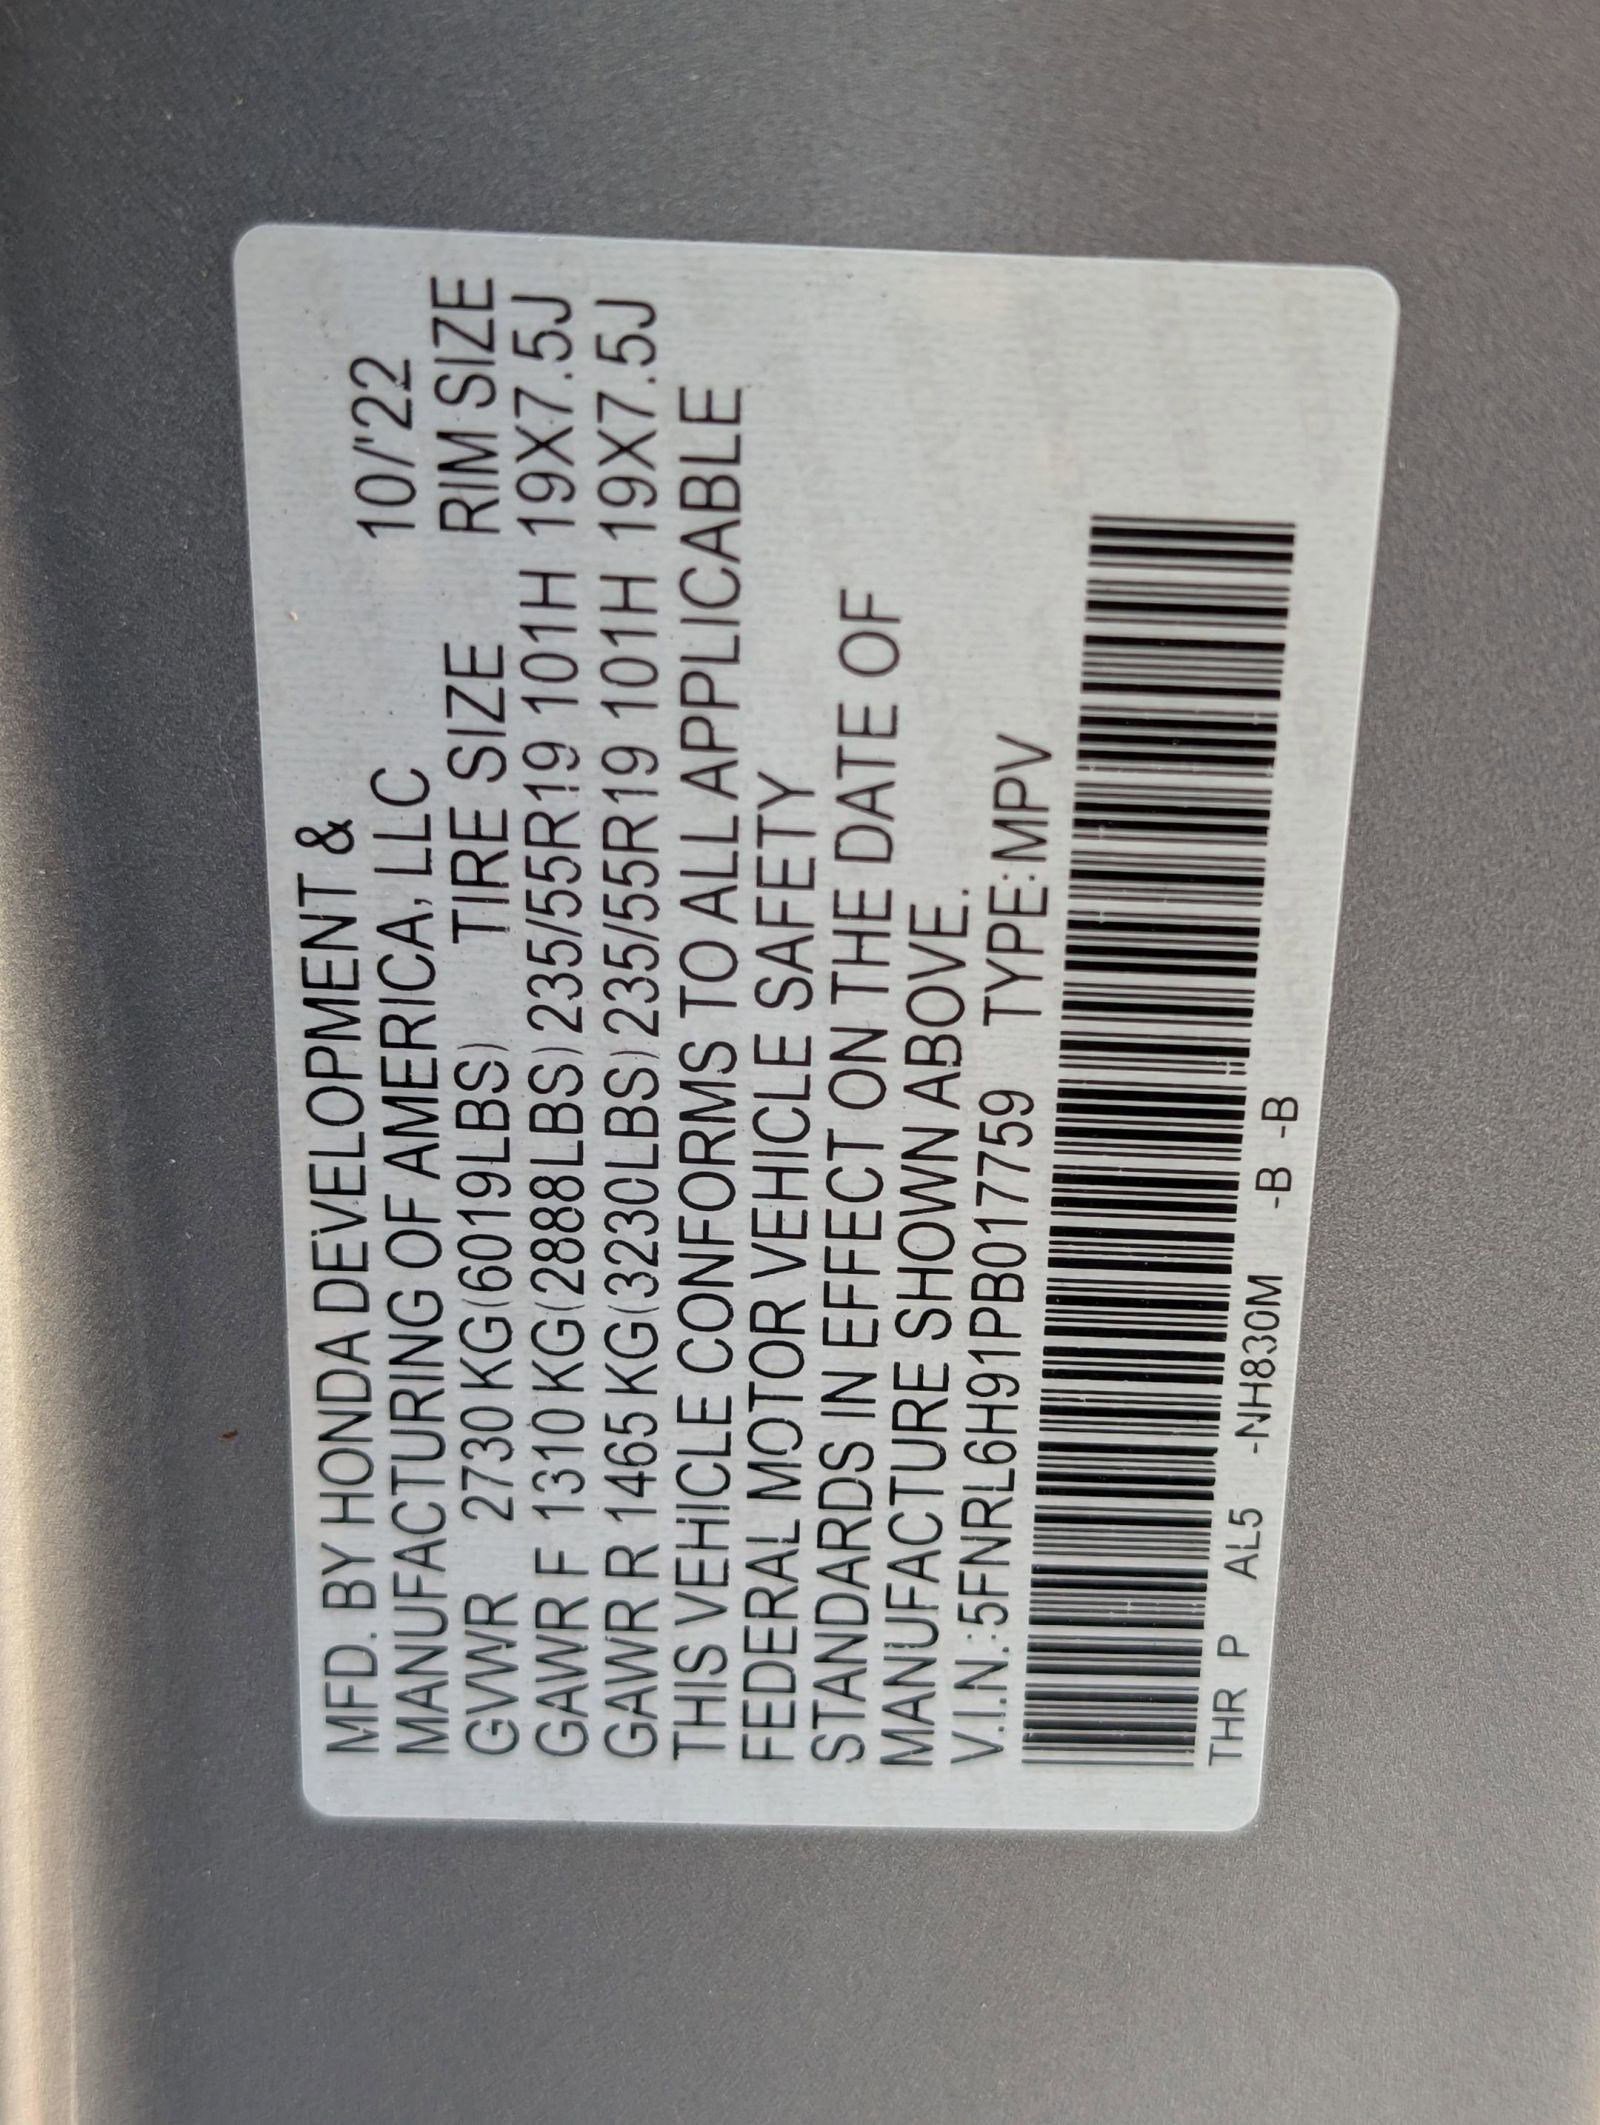 MFD. BY HONDA DEVELOPMENT &
MANUFACTURING OF AMERICA, LLC 10/'22
GVWR 2730 KG(6019LBS) TIRE SIZE RIM SIZE
GAWR F 1310 KG(2888LBS) 235/55R19 101H 19X7.5J
GAWR R 1465 KG(3230LBS) 235/55R19 101H 19X7.5J
THIS VEHICLE CONFORMS TO ALL APPLICABLE
FEDERAL MOTOR VEHICLE SAFETY
STANDARDS IN EFFECT ON THE DATE OF
MANUFACTURE SHOWN ABOVE.
V.I.N.:5FNRL6H91PB017759 TYPE:MPV
THR P AL5 -NH830M -B -B